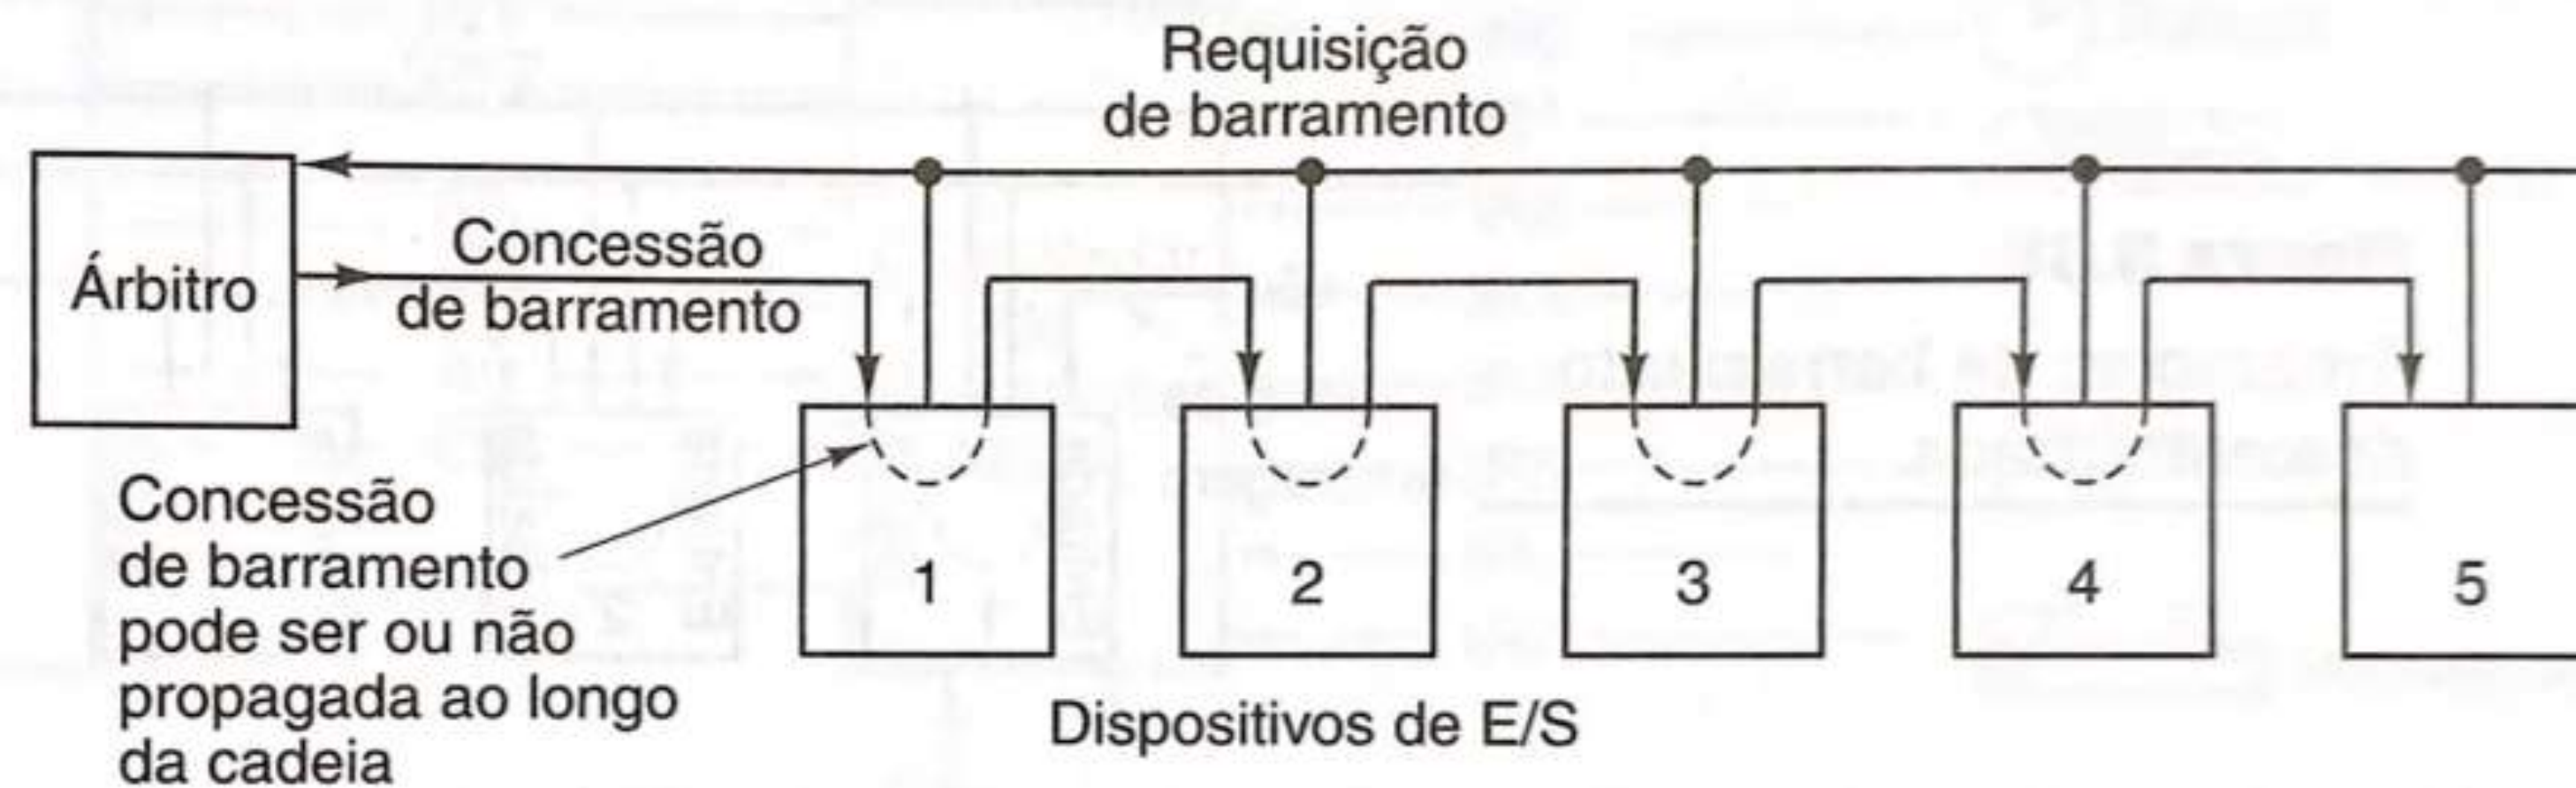 Requisição
de barramento
Árbitro
Concessão
de barramento
Concessão
de barramento
pode ser ou não
propagada ao longo
da cadeia
1
2
3
4
5
Dispositivos de E/S